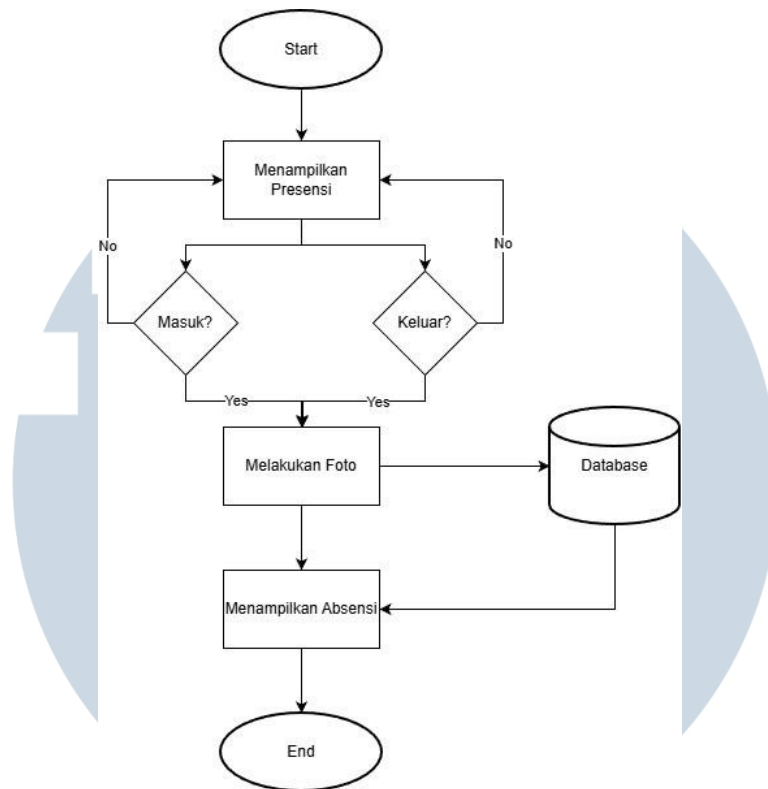 Start
Menampilkan
Presensi
No
No
Masuk?
Keluar?
Yes
Yes
Melakukan Foto
Database
Menampilkan Absensi
End